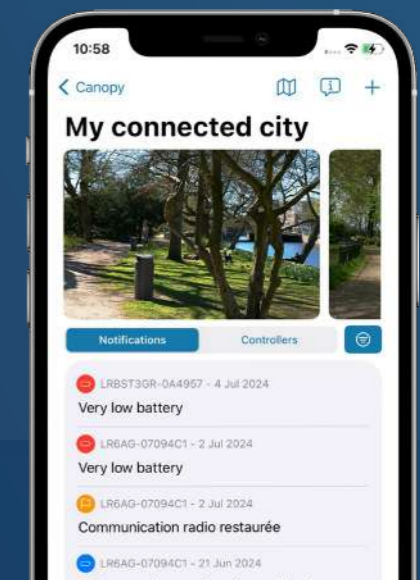 10:58
Canopy
My connected city
Notifications
Controllers
LRBST3GR-0A4957 - 4 Jul 2024
Very low battery
LR6AG-07094C1 - 2 Jul 2024
Very low battery
LR6AG-07094C1 - 2 Jul 2024
Communication radio restaurée
LR6AG-07094C1 - 21 Jun 2024